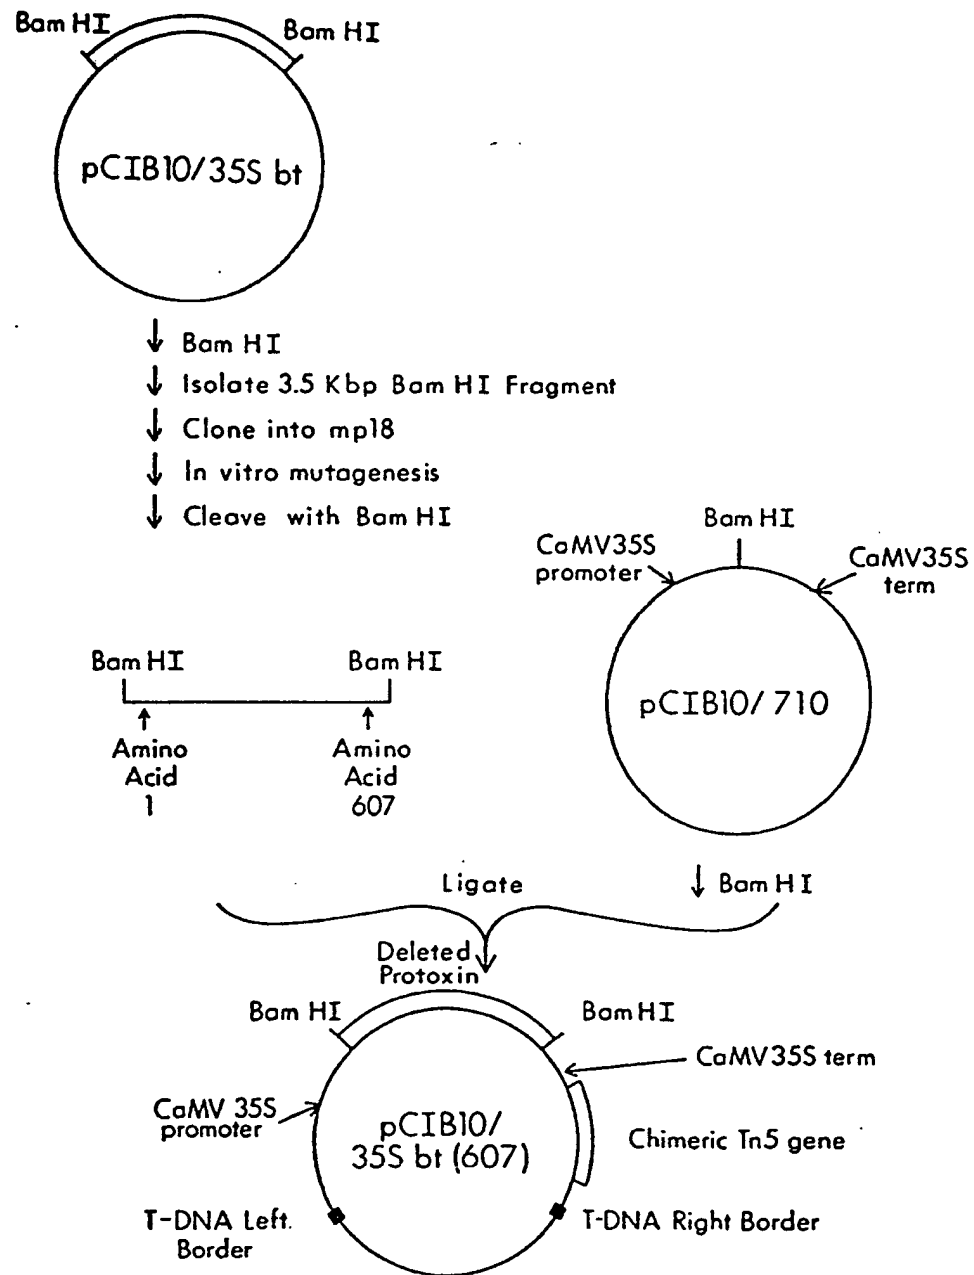 Bam HI
Bam HI
pCIB10/35S bt
Bam HI
Isolate 3.5 Kbp Bam HI Fragment
Clone into mp18
In vitro mutagenesis
Cleave with Bam HI
Bam HI
CaMV35S
promoter
CaMV35S
term
Bam HI
Bam HI
pCIB10/710
Amino
Acid
1
Amino
Acid
607
Ligate
Bam HI
Deleted
Protoxin
Bam HI
Bam HI
CaMV35S term
CaMV 35S
promoter
pCIB10/
35S bt (607)
Chimeric Tn5 gene
T-DNA Left.
Border
T-DNA Right Border